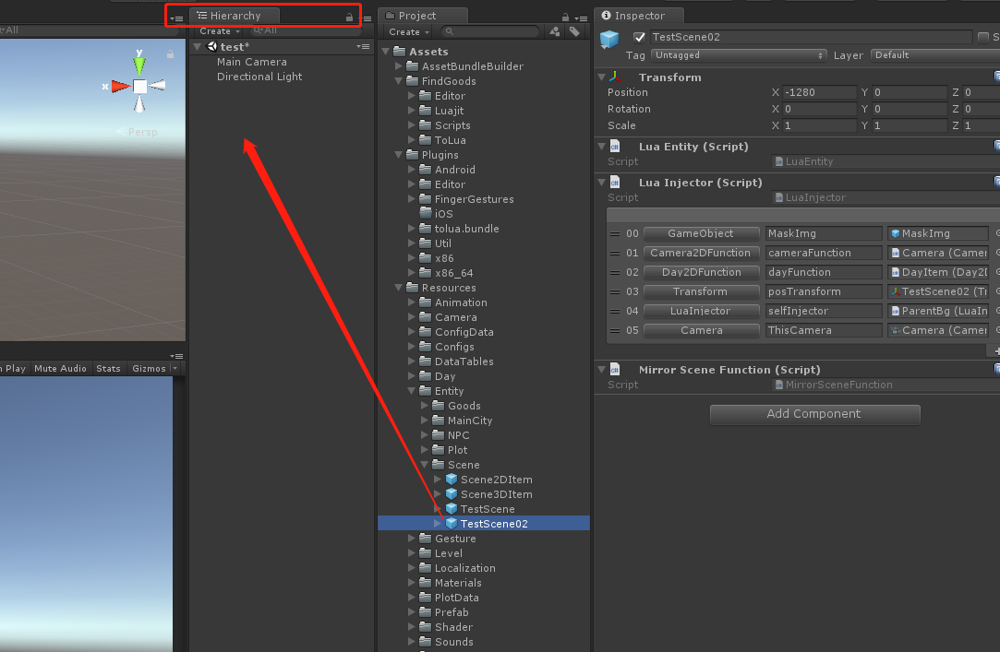 All
Persp
n Play Mute Audio Stats Gizmos
Hierarchy
Create All
test*
Main Camera
Directional Light
Project
Create
Assets
AssetBundleBuilder
FindGoods
Editor
Luajit
Scripts
ToLua
Plugins
Android
Editor
FingerGestures
iOS
tolua.bundle
Util
x86
x86_64
Resources
Animation
Camera
ConfigData
Configs
DataTables
Day
Entity
Goods
MainCity
NPC
Plot
Scene
Scene2DItem
Scene3DItem
TestScene
TestScene02
Gesture
Level
Localization
Materials
PlotData
Prefab
Shader
Sounds
Inspector
TestScene02 S
Tag Untagged Layer Default
Transform
Position X -1280 Y 0 Z 0
Rotation X 0 Y 0 Z 0
Scale X 1 Y 1 Z 1
Lua Entity (Script)
Script LuaEntity
Lua Injector (Script)
Script LuaInjector
00 GameObject MaskImg MaskImg
01 Camera2DFunction cameraFunction Camera (Camer
02 Day2DFunction dayFunction DayItem (Day2D
03 Transform posTransform TestScene02 (Tr
04 LuaInjector selfInjector ParentBg (LuaIn
05 Camera ThisCamera Camera (Camer
Mirror Scene Function (Script)
Script MirrorSceneFunction
Add Component
y
x